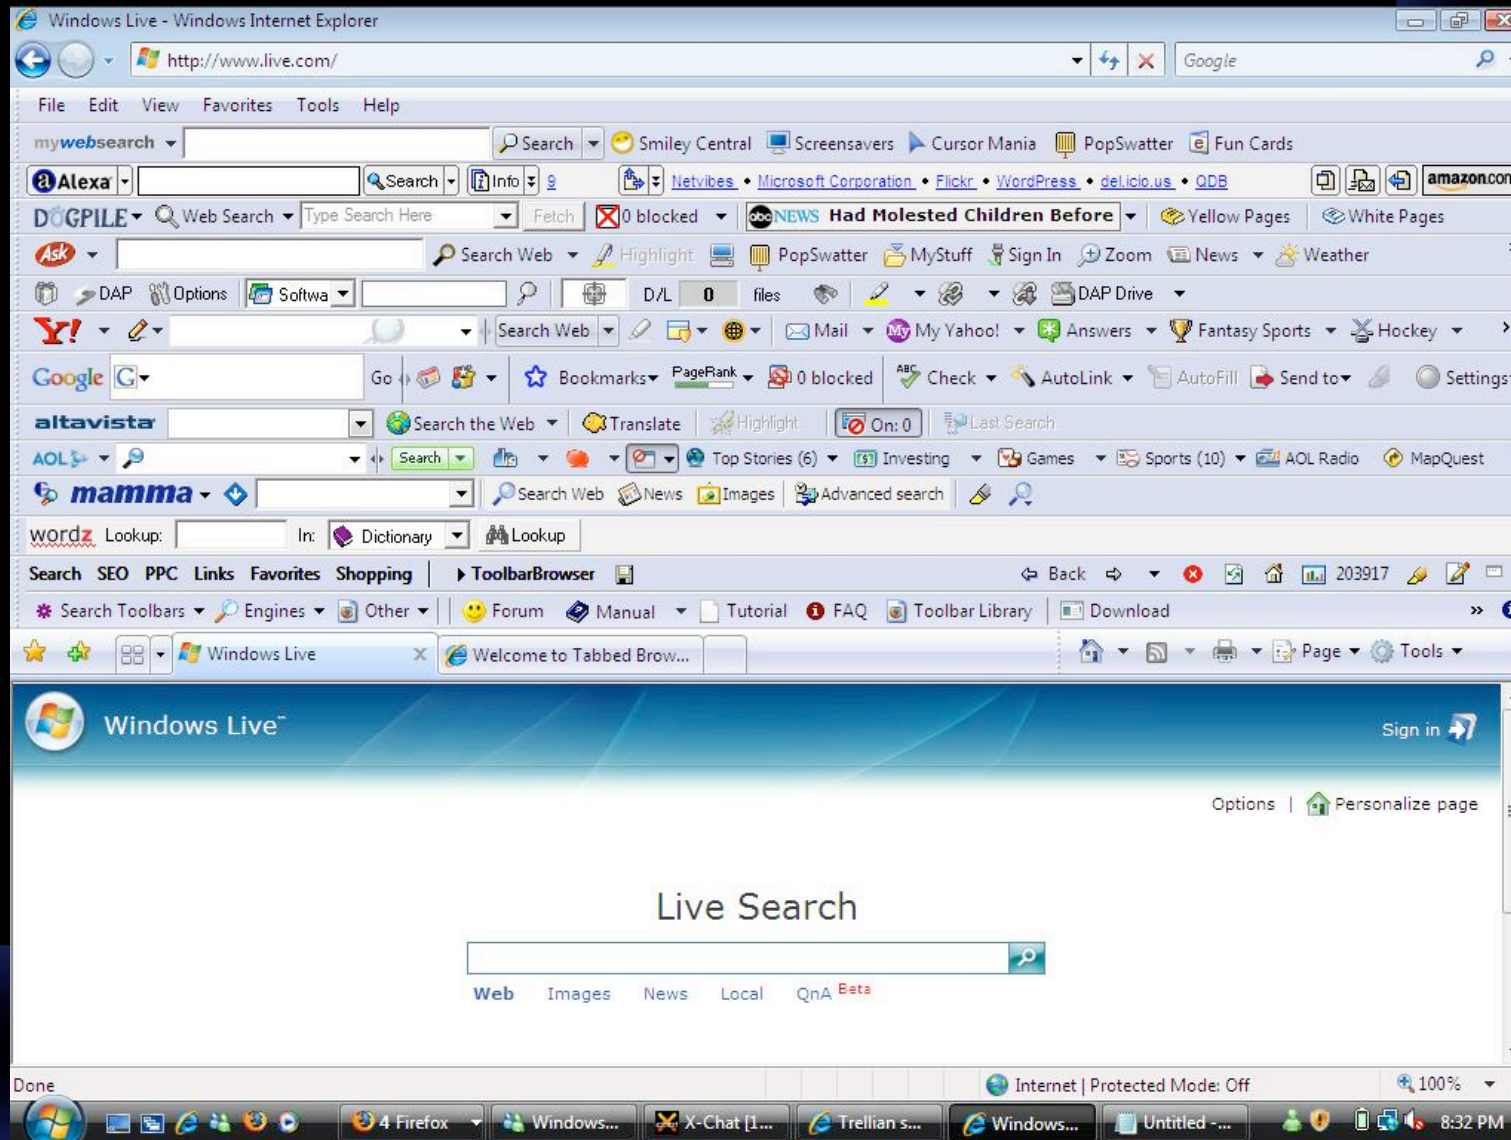 Windows Live - Windows Internet Explorer
http://www.live.com/ Google
File Edit View Favorites Tools Help
mywebsearch Search Smiley Central Screensavers Cursor Mania PopSwatter Fun Cards
Alexa Search Info 9 Netvibes • Microsoft Corporation • Flickr • WordPress • del.icio.us • QDB amazon.com
DOGPILE Web Search Type Search Here Fetch 0 blocked abc NEWS Had Molested Children Before Yellow Pages White Pages
Ask Search Web Highlight PopSwatter MyStuff Sign In Zoom News Weather
DAP Options Softwa D/L 0 files DAP Drive
Y! Search Web Mail My My Yahoo! Answers Fantasy Sports Hockey
Google G Go Bookmarks PageRank 0 blocked ABC Check AutoLink AutoFill Send to Settings
altavista Search the Web Translate Highlight On: 0 Last Search
AOL Search Top Stories (6) Investing Games Sports (10) AOL Radio MapQuest
mamma Search Web News Images Advanced search
wordz Lookup: In: Dictionary Lookup
Search SEO PPC Links Favorites Shopping ToolbarBrowser Back 203917
Search Toolbars Engines Other Forum Manual Tutorial FAQ Toolbar Library Download
Windows Live X Welcome to Tabbed Brow... Page Tools
Windows Live™ Sign in
Options | Personalize page
Live Search
Web Images News Local QnA Beta
Done Internet | Protected Mode: Off 100%
4 Firefox Windows... X-Chat [1... Trellian s... Windows... Untitled -... 8:32 PM